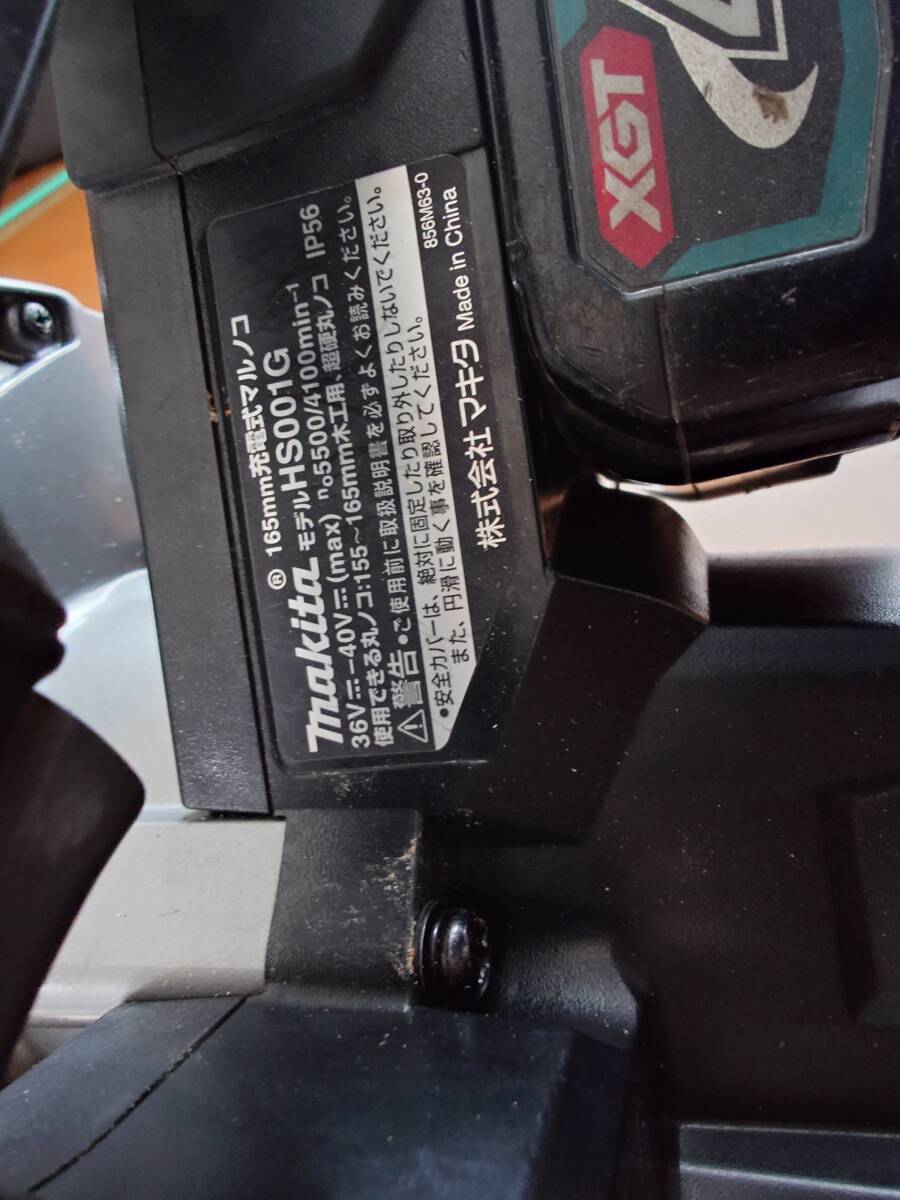 165mm充電式マルノコ
makita® モデルHS001G
36V⎓−40V⎓(max) n₀5500/4100min⁻¹ IP56
使用できる丸ノコ:155〜165mm木工用、超硬丸ノコ
⚠警告 •ご使用前に取扱説明書を必ずよくお読みください。
•安全カバーは、絶対に固定したり取り外したりしないでください。
また、円滑に動く事を確認してください。
856M63-0
株式会社マキタ Made in China
XGT